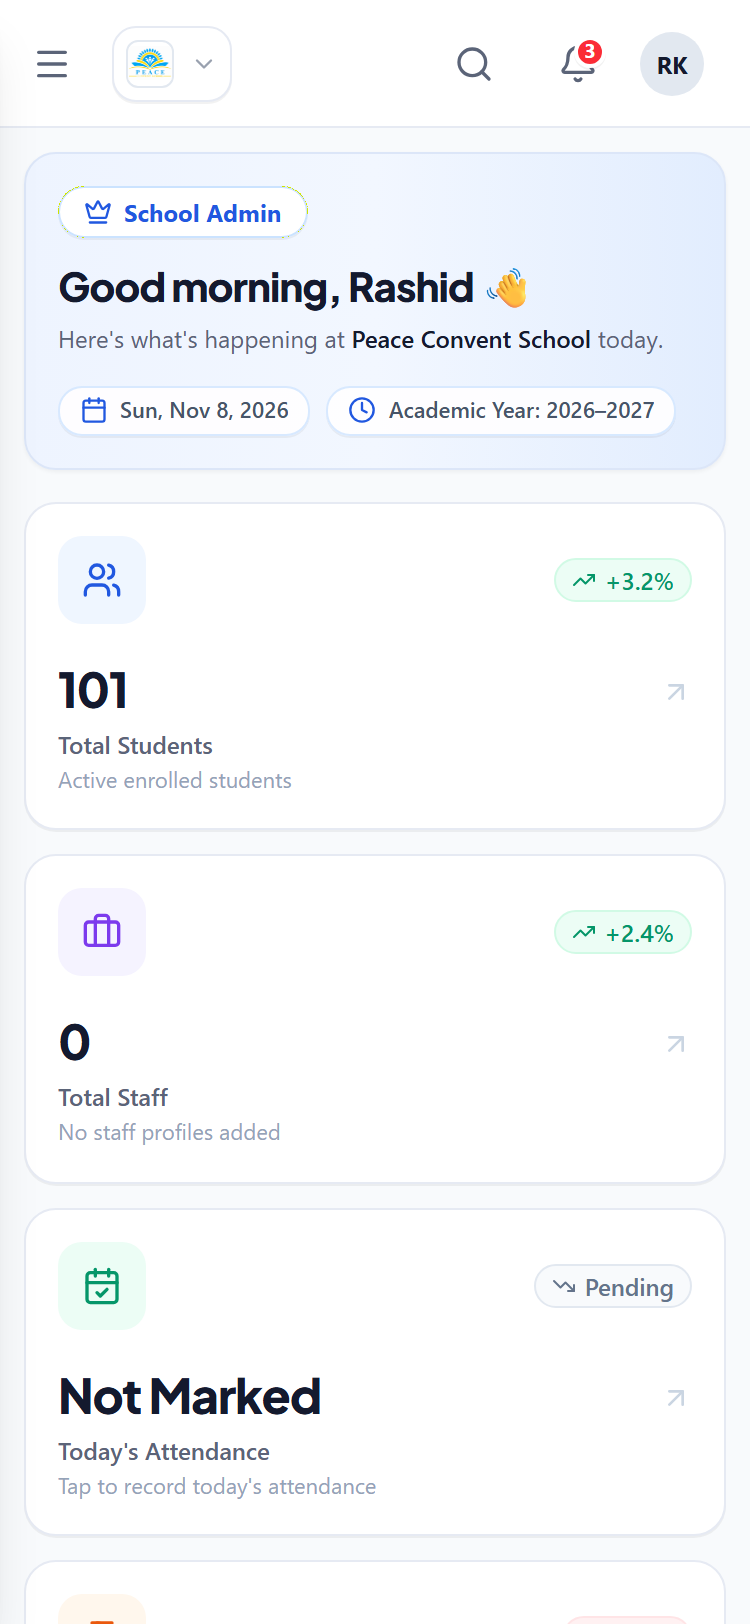 PEACE
3
RK
School Admin
Good morning, Rashid 👋
Here's what's happening at Peace Convent School today.
Sun, Nov 8, 2026
Academic Year: 2026–2027
+3.2%
101
Total Students
Active enrolled students
+2.4%
0
Total Staff
No staff profiles added
Pending
Not Marked
Today's Attendance
Tap to record today's attendance